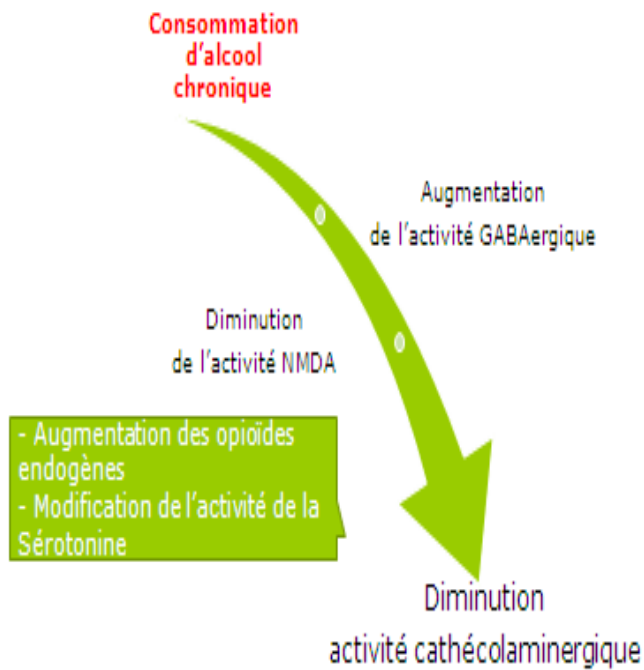 Consommation
d'alcool
chronique
Augmentation
de l'activité GABAergique
Diminution
de l'activité NMDA
- Augmentation des opioïdes
endogènes
- Modification de l'activité de la
Sérotonine
Diminution
activité cathécolaminergique